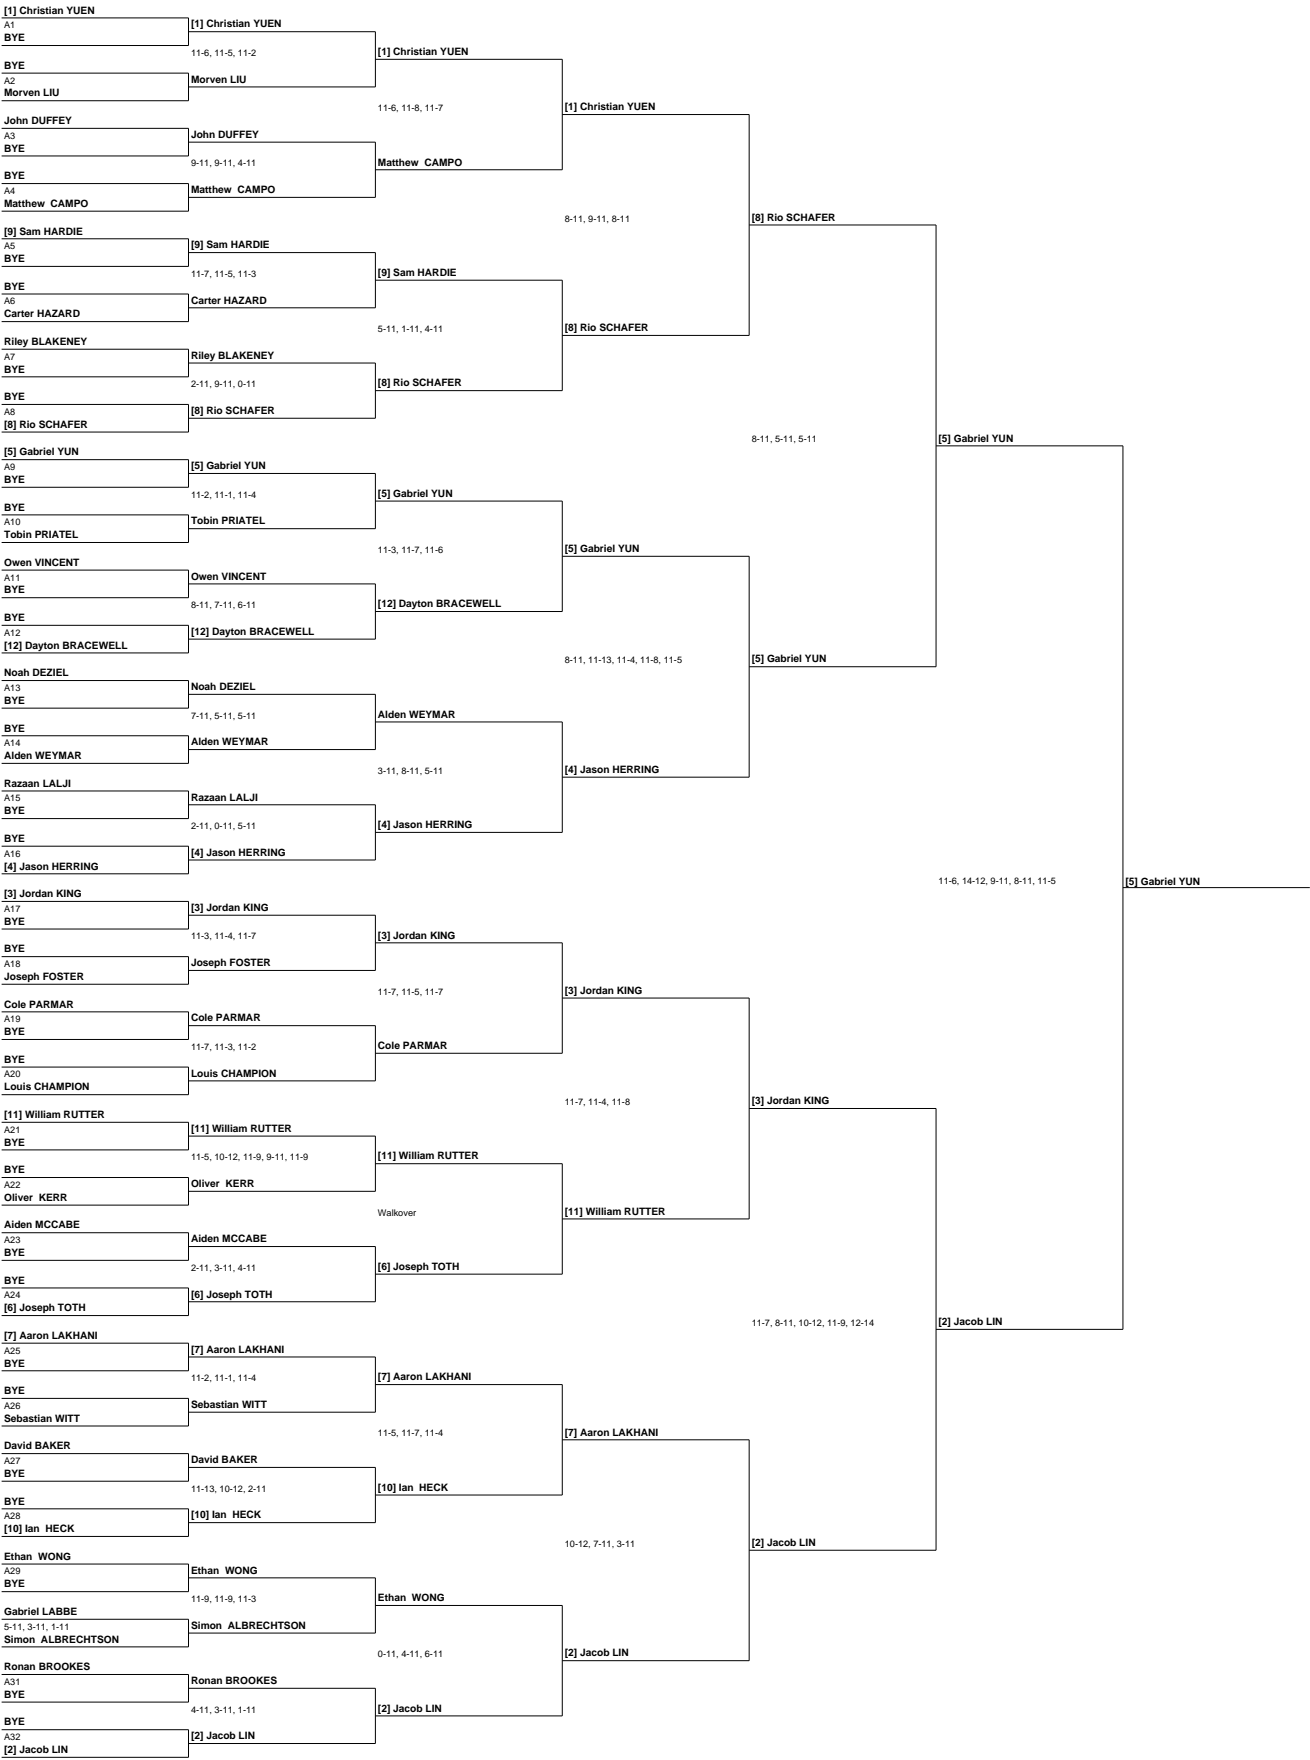 [1] Christian YUEN
A1
BYE
BYE
A2
Morven LIU
John DUFFEY
A3
BYE
BYE
A4
Matthew  CAMPO
[9] Sam HARDIE
A5
BYE
BYE
A6
Carter HAZARD
Riley BLAKENEY
A7
BYE
BYE
A8
[8] Rio SCHAFER
[5] Gabriel YUN
A9
BYE
BYE
A10
Tobin PRIATEL
Owen VINCENT
A11
BYE
BYE
A12
[12] Dayton BRACEWELL
Noah DEZIEL
A13
BYE
BYE
A14
Alden WEYMAR
Razaan LALJI
A15
BYE
BYE
A16
[4] Jason HERRING
[3] Jordan KING
A17
BYE
BYE
A18
Joseph FOSTER
Cole PARMAR
A19
BYE
BYE
A20
Louis CHAMPION
[11] William RUTTER
A21
BYE
BYE
A22
Oliver  KERR
Aiden MCCABE
A23
BYE
BYE
A24
[6] Joseph TOTH
[7] Aaron LAKHANI
A25
BYE
BYE
A26
Sebastian WITT
David BAKER
A27
BYE
BYE
A28
[10] Ian  HECK
Ethan  WONG
A29
BYE
Gabriel LABBE
5-11, 3-11, 1-11
Simon  ALBRECHTSON
Ronan BROOKES
A31
BYE
BYE
A32
[2] Jacob LIN
[1] Christian YUEN
11-6, 11-5, 11-2
Morven LIU
John DUFFEY
9-11, 9-11, 4-11
Matthew  CAMPO
[9] Sam HARDIE
11-7, 11-5, 11-3
Carter HAZARD
Riley BLAKENEY
2-11, 9-11, 0-11
[8] Rio SCHAFER
[5] Gabriel YUN
11-2, 11-1, 11-4
Tobin PRIATEL
Owen VINCENT
8-11, 7-11, 6-11
[12] Dayton BRACEWELL
Noah DEZIEL
7-11, 5-11, 5-11
Alden WEYMAR
Razaan LALJI
2-11, 0-11, 5-11
[4] Jason HERRING
[3] Jordan KING
11-3, 11-4, 11-7
Joseph FOSTER
Cole PARMAR
11-7, 11-3, 11-2
Louis CHAMPION
[11] William RUTTER
11-5, 10-12, 11-9, 9-11, 11-9
Oliver  KERR
Aiden MCCABE
2-11, 3-11, 4-11
[6] Joseph TOTH
[7] Aaron LAKHANI
11-2, 11-1, 11-4
Sebastian WITT
David BAKER
11-13, 10-12, 2-11
[10] Ian  HECK
Ethan  WONG
11-9, 11-9, 11-3
Simon  ALBRECHTSON
Ronan BROOKES
4-11, 3-11, 1-11
[2] Jacob LIN
[1] Christian YUEN
11-6, 11-8, 11-7
Matthew  CAMPO
[9] Sam HARDIE
5-11, 1-11, 4-11
[8] Rio SCHAFER
[5] Gabriel YUN
11-3, 11-7, 11-6
[12] Dayton BRACEWELL
Alden WEYMAR
3-11, 8-11, 5-11
[4] Jason HERRING
[3] Jordan KING
11-7, 11-5, 11-7
Cole PARMAR
[11] William RUTTER
Walkover
[6] Joseph TOTH
[7] Aaron LAKHANI
11-5, 11-7, 11-4
[10] Ian  HECK
Ethan  WONG
0-11, 4-11, 6-11
[2] Jacob LIN
[1] Christian YUEN
8-11, 9-11, 8-11
[8] Rio SCHAFER
[5] Gabriel YUN
8-11, 11-13, 11-4, 11-8, 11-5
[4] Jason HERRING
[3] Jordan KING
11-7, 11-4, 11-8
[11] William RUTTER
[7] Aaron LAKHANI
10-12, 7-11, 3-11
[2] Jacob LIN
[8] Rio SCHAFER
8-11, 5-11, 5-11
[5] Gabriel YUN
[3] Jordan KING
11-7, 8-11, 10-12, 11-9, 12-14
[2] Jacob LIN
[5] Gabriel YUN
11-6, 14-12, 9-11, 8-11, 11-5
[2] Jacob LIN
[5] Gabriel YUN